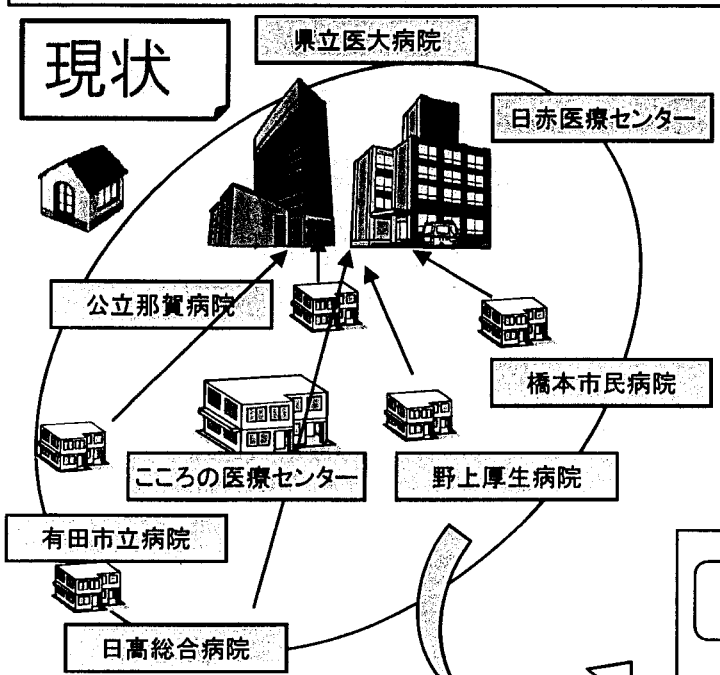 現状
県立医大病院
日赤医療センター
公立那賀病院
橋本市民病院
こころの医療センター
野上厚生病院
有田市立病院
日高総合病院